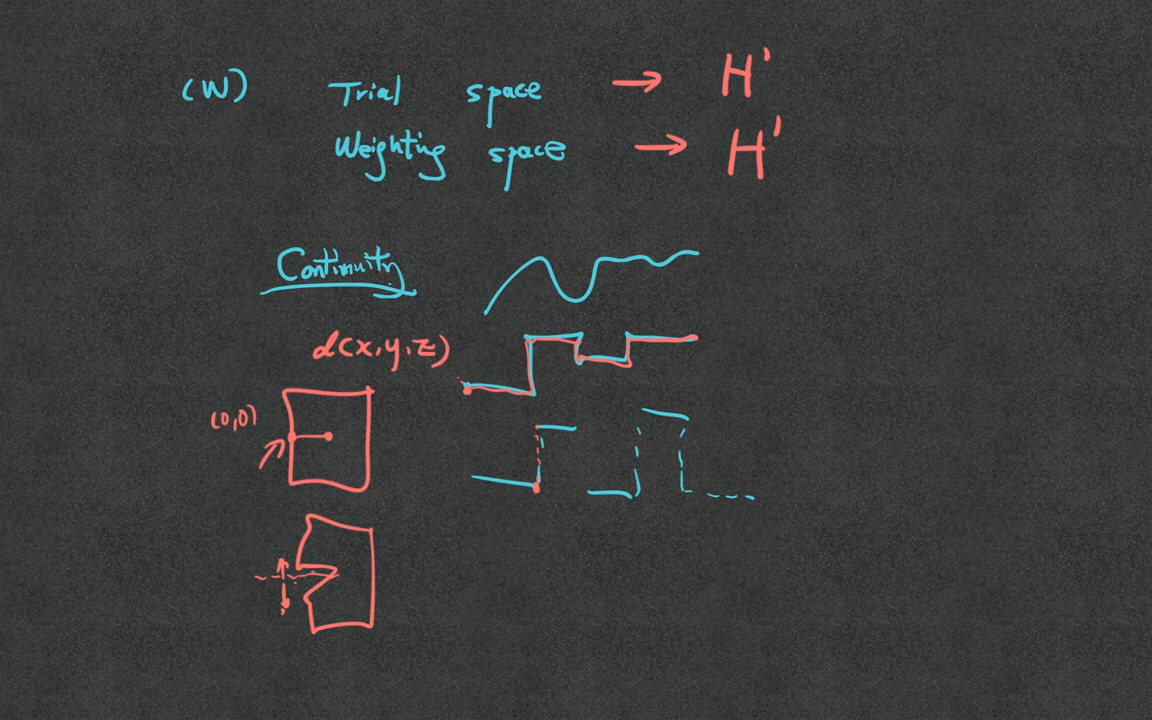 (W) Trial space → H¹
Weighting space → H¹
Continuity
d(x,y,z)
(0,0)